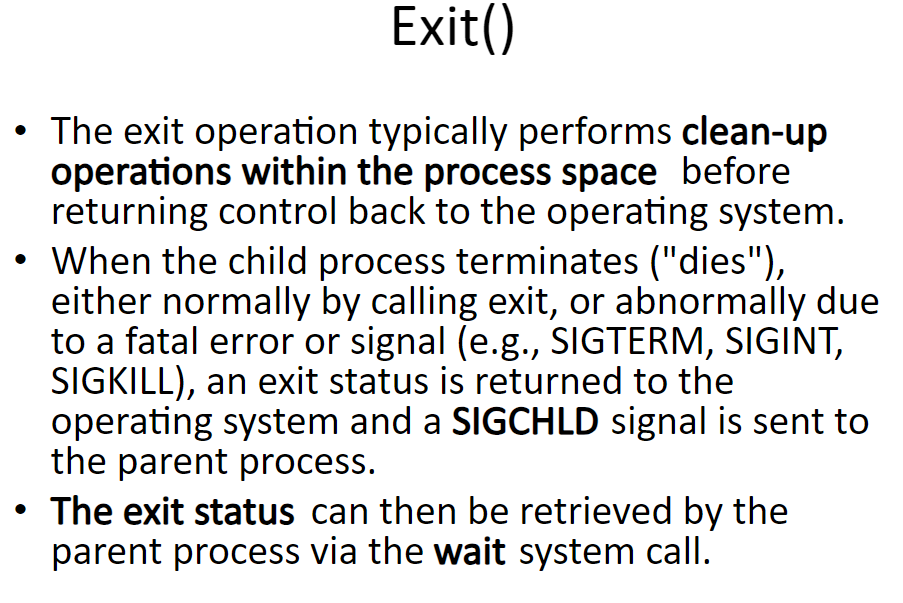 Exit()
• The exit operation typically performs clean-up
operations within the process space before
returning control back to the operating system.
• When the child process terminates ("dies"),
either normally by calling exit, or abnormally due
to a fatal error or signal (e.g., SIGTERM, SIGINT,
SIGKILL), an exit status is returned to the
operating system and a SIGCHLD signal is sent to
the parent process.
• The exit status can then be retrieved by the
parent process via the wait system call.